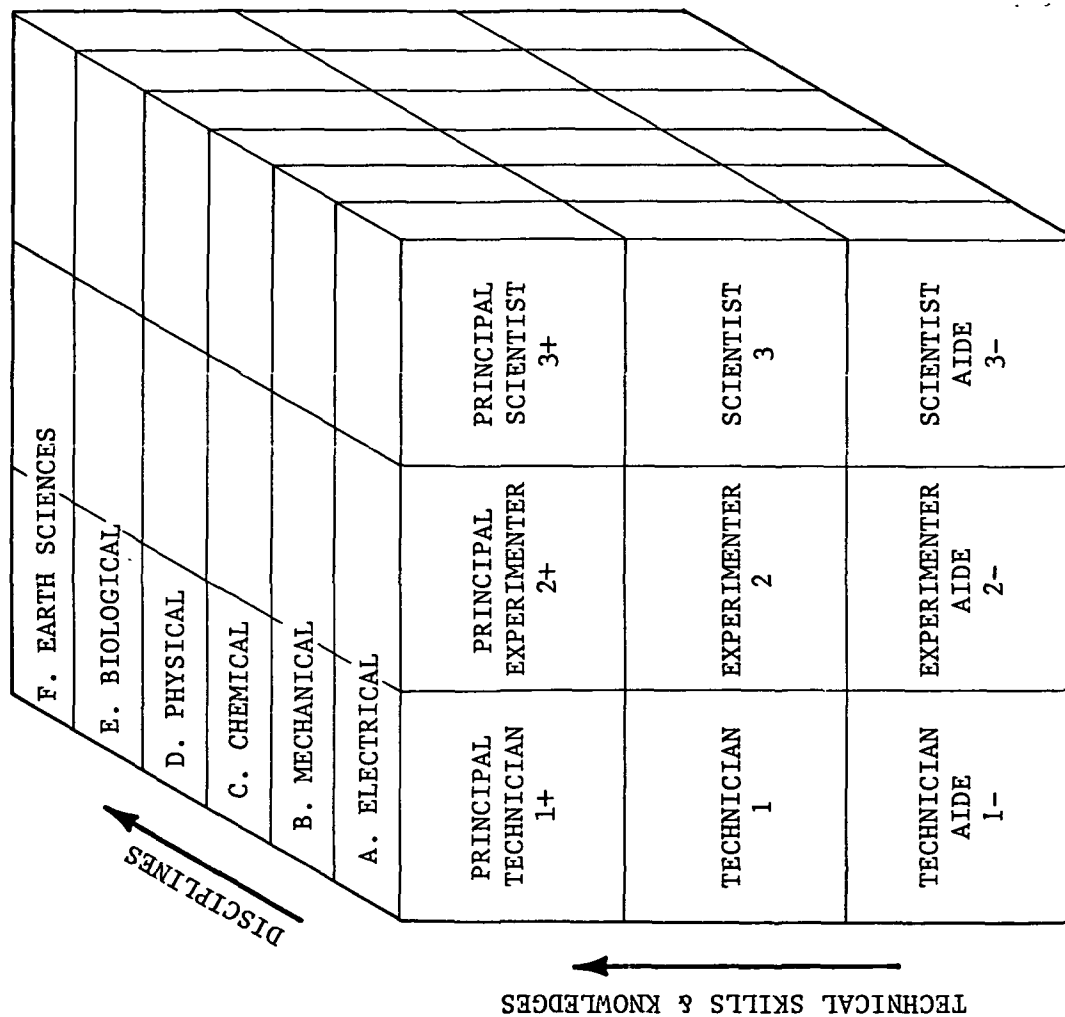 F. EARTH SCIENCES
E. BIOLOGICAL
D. PHYSICAL
C. CHEMICAL
B. MECHANICAL
A. ELECTRICAL
DISCIPLINES
PRINCIPAL
TECHNICIAN
1+
PRINCIPAL
EXPERIMENTER
2+
PRINCIPAL
SCIENTIST
3+
TECHNICIAN
1
EXPERIMENTER
2
SCIENTIST
3
TECHNICIAN
AIDE
1-
EXPERIMENTER
AIDE
2-
SCIENTIST
AIDE
3-
TECHNICAL SKILLS & KNOWLEDGES